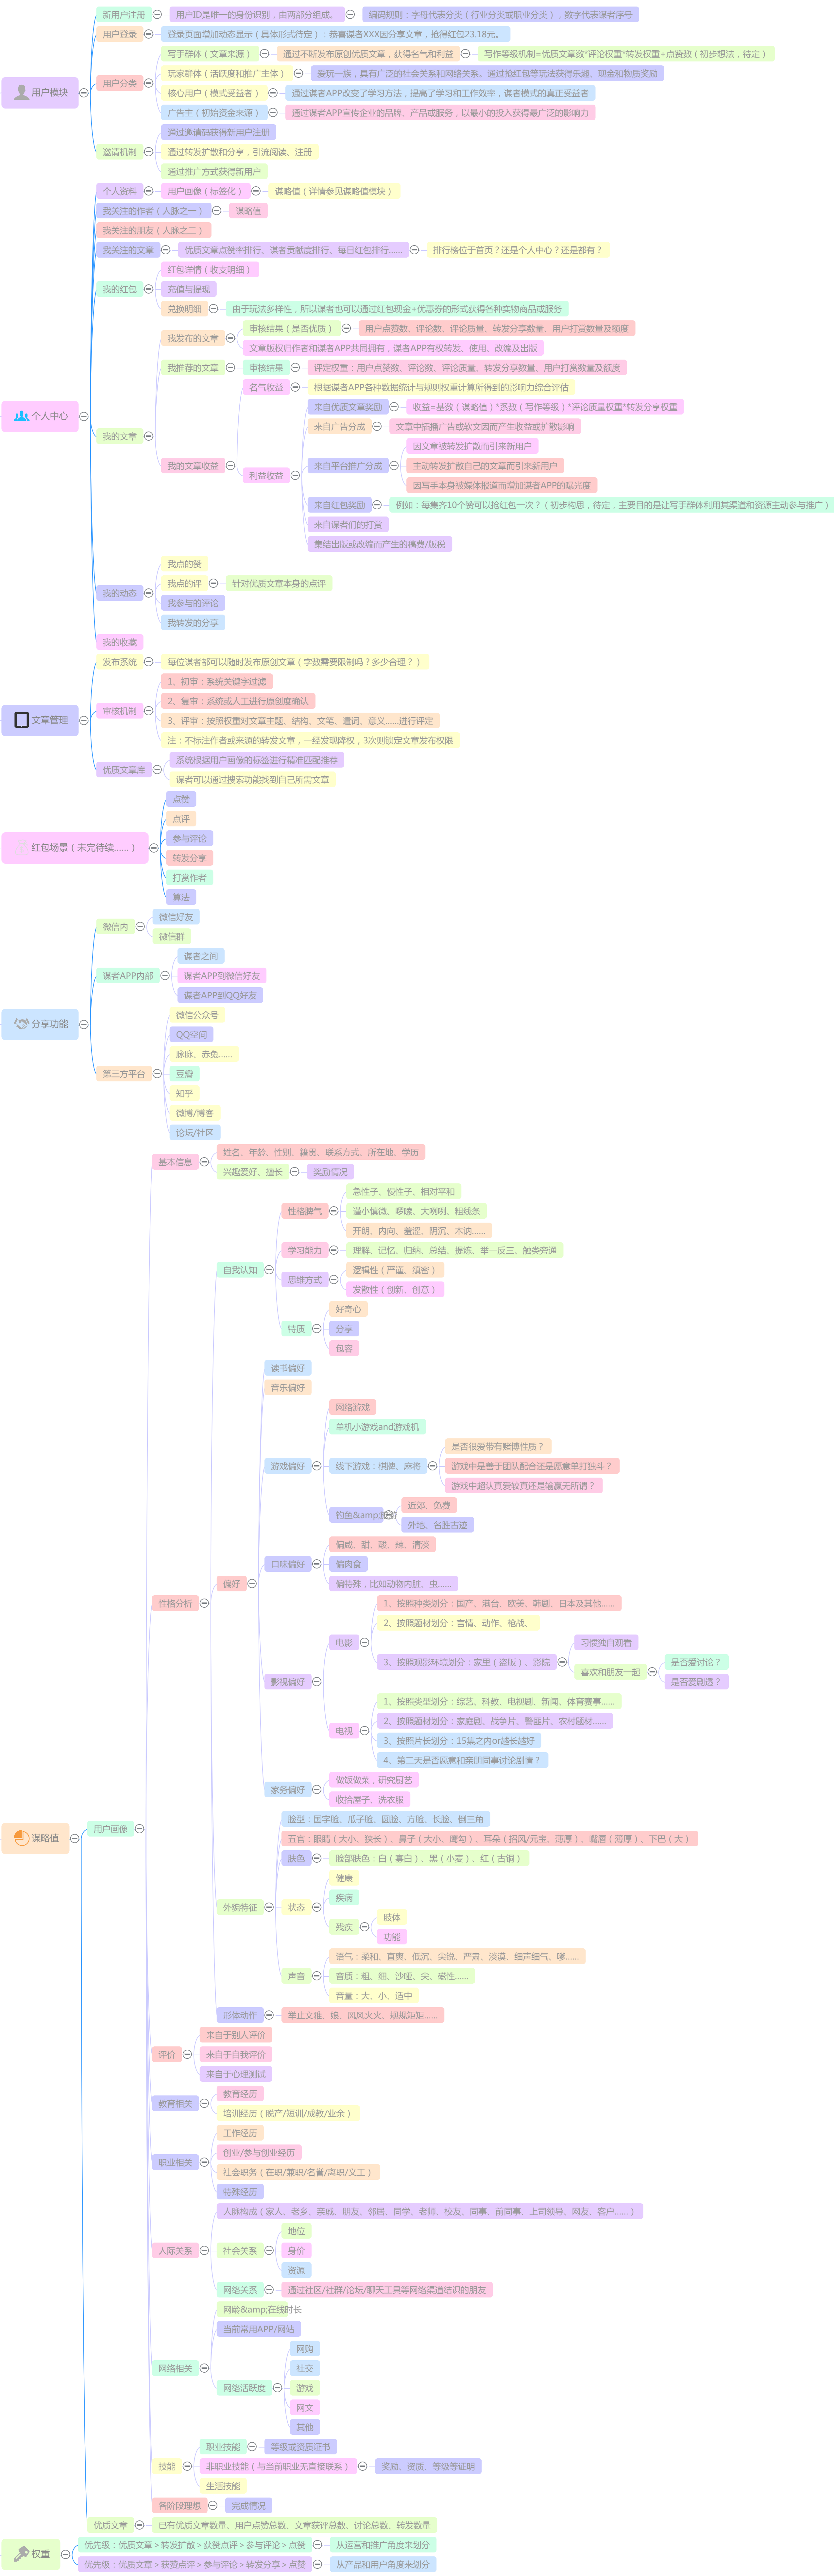 用户模块
新用户注册
用户ID是唯一的身份识别，由两部分组成。
编码规则：字母代表分类（行业分类或职业分类），数字代表谋者序号
用户登录
登录页面增加动态显示（具体形式待定）：恭喜谋者XXX因分享文章，抢得红包23.18元。
用户分类
写手群体（文章来源）
通过不断发布原创优质文章，获得名气和利益
写作等级机制=优质文章数*评论权重*转发权重+点赞数（初步想法，待定）
玩家群体（活跃度和推广主体）
爱玩一族，具有广泛的社会关系和网络关系。通过抢红包等玩法获得乐趣、现金和物质奖励
核心用户（模式受益者）
通过谋者APP改变了学习方法，提高了学习和工作效率，谋者模式的真正受益者
广告主（初始资金来源）
通过谋者APP宣传企业的品牌、产品或服务，以最小的投入获得最广泛的影响力
邀请机制
通过邀请码获得新用户注册
通过转发扩散和分享，引流阅读、注册
通过推广方式获得新用户
个人中心
个人资料
用户画像（标签化）
谋略值（详情参见谋略值模块）
我关注的作者（人脉之一）
谋略值
我关注的朋友（人脉之二）
我关注的文章
优质文章点赞率排行、谋者贡献度排行、每日红包排行......
排行榜位于首页？还是个人中心？还是都有？
我的红包
红包详情（收支明细）
充值与提现
兑换明细
由于玩法多样性，所以谋者也可以通过红包现金+优惠券的形式获得各种实物商品或服务
我的文章
我发布的文章
审核结果（是否优质）
用户点赞数、评论数、评论质量、转发分享数量、用户打赏数量及额度
文章版权归作者和谋者APP共同拥有，谋者APP有权转发、使用、改编及出版
我推荐的文章
审核结果
评定权重：用户点赞数、评论数、评论质量、转发分享数量、用户打赏数量及额度
我的文章收益
名气收益
根据谋者APP各种数据统计与规则权重计算所得到的影响力综合评估
利益收益
来自优质文章奖励
收益=基数（谋略值）*系数（写作等级）*评论质量权重*转发分享权重
来自广告分成
文章中插播广告或软文因而产生收益或扩散影响
来自平台推广分成
因文章被转发扩散而引来新用户
主动转发扩散自己的文章而引来新用户
因写手本身被媒体报道而增加谋者APP的曝光度
来自红包奖励
例如：每集齐10个赞可以抢红包一次？（初步构思，待定，主要目的是让写手群体利用其渠道和资源主动参与推广）
来自谋者们的打赏
集结出版或改编而产生的稿费/版税
我的动态
我点的赞
我点的评
针对优质文章本身的点评
我参与的评论
我转发的分享
我的收藏
文章管理
发布系统
每位谋者都可以随时发布原创文章（字数需要限制吗？多少合理？）
审核机制
1、初审：系统关键字过滤
2、复审：系统或人工进行原创度确认
3、评审：按照权重对文章主题、结构、文笔、遣词、意义......进行评定
注：不标注作者或来源的转发文章，一经发现降权，3次则锁定文章发布权限
优质文章库
系统根据用户画像的标签进行精准匹配推荐
谋者可以通过搜索功能找到自己所需文章
红包场景（未完待续......）
点赞
点评
参与评论
转发分享
打赏作者
算法
分享功能
微信内
微信好友
微信群
谋者APP内部
谋者之间
谋者APP到微信好友
谋者APP到QQ好友
第三方平台
微信公众号
QQ空间
脉脉、赤兔......
豆瓣
知乎
微博/博客
论坛/社区
谋略值
用户画像
基本信息
姓名、年龄、性别、籍贯、联系方式、所在地、学历
兴趣爱好、擅长
奖励情况
性格分析
自我认知
性格脾气
急性子、慢性子、相对平和
谨小慎微、啰嗦、大咧咧、粗线条
开朗、内向、羞涩、阴沉、木讷......
学习能力
理解、记忆、归纳、总结、提炼、举一反三、触类旁通
思维方式
逻辑性（严谨、缜密）
发散性（创新、创意）
特质
好奇心
分享
包容
偏好
读书偏好
音乐偏好
游戏偏好
网络游戏
单机小游戏and游戏机
线下游戏：棋牌、麻将
是否很爱带有赌博性质？
游戏中是善于团队配合还是愿意单打独斗？
游戏中超认真爱较真还是输赢无所谓？
钓鱼&amp;旅游
近郊、免费
外地、名胜古迹
口味偏好
偏咸、甜、酸、辣、清淡
偏肉食
偏特殊，比如动物内脏、虫......
影视偏好
电影
1、按照种类划分：国产、港台、欧美、韩剧、日本及其他......
2、按照题材划分：言情、动作、枪战、
3、按照观影环境划分：家里（盗版）、影院
习惯独自观看
喜欢和朋友一起
是否爱讨论？
是否爱剧透？
电视
1、按照类型划分：综艺、科教、电视剧、新闻、体育赛事......
2、按照题材划分：家庭剧、战争片、警匪片、农村题材......
3、按照片长划分：15集之内or越长越好
4、第二天是否愿意和亲朋同事讨论剧情？
家务偏好
做饭做菜，研究厨艺
收拾屋子、洗衣服
外貌特征
脸型：国字脸、瓜子脸、圆脸、方脸、长脸、倒三角
五官：眼睛（大小、狭长）、鼻子（大小、鹰勾）、耳朵（招风/元宝、薄厚）、嘴唇（薄厚）、下巴（大）
肤色
脸部肤色：白（寡白）、黑（小麦）、红（古铜）
状态
健康
疾病
残疾
肢体
功能
声音
语气：柔和、直爽、低沉、尖锐、严肃、淡漠、细声细气、嗲......
音质：粗、细、沙哑、尖、磁性......
音量：大、小、适中
形体动作
举止文雅、娘、风风火火、规规矩矩......
评价
来自于别人评价
来自于自我评价
来自于心理测试
教育相关
教育经历
培训经历（脱产/短训/成教/业余）
职业相关
工作经历
创业/参与创业经历
社会职务（在职/兼职/名誉/离职/义工）
特殊经历
人际关系
人脉构成（家人、老乡、亲戚、朋友、邻居、同学、老师、校友、同事、前同事、上司领导、网友、客户......）
社会关系
地位
身价
资源
网络关系
通过社区/社群/论坛/聊天工具等网络渠道结识的朋友
网络相关
网龄&amp;在线时长
当前常用APP/网站
网络活跃度
网购
社交
游戏
网文
其他
技能
职业技能
等级或资质证书
非职业技能（与当前职业无直接联系）
奖励、资质、等级等证明
生活技能
各阶段理想
完成情况
优质文章
已有优质文章数量、用户点赞总数、文章获评总数、讨论总数、转发数量
权重
优先级：优质文章＞转发扩散＞获赞点评＞参与评论＞点赞
从运营和推广角度来划分
优先级：优质文章＞获赞点评＞参与评论＞转发分享＞点赞
从产品和用户角度来划分